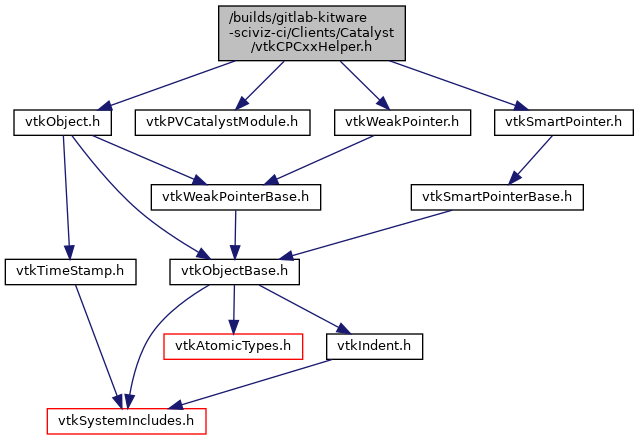 /builds/gitlab-kitware
-sciviz-ci/Clients/Catalyst
/vtkCPCxxHelper.h
vtkObject.h
vtkPVCatalystModule.h
vtkWeakPointer.h
vtkSmartPointer.h
vtkWeakPointerBase.h
vtkSmartPointerBase.h
vtkTimeStamp.h
vtkObjectBase.h
vtkAtomicTypes.h
vtkIndent.h
vtkSystemIncludes.h